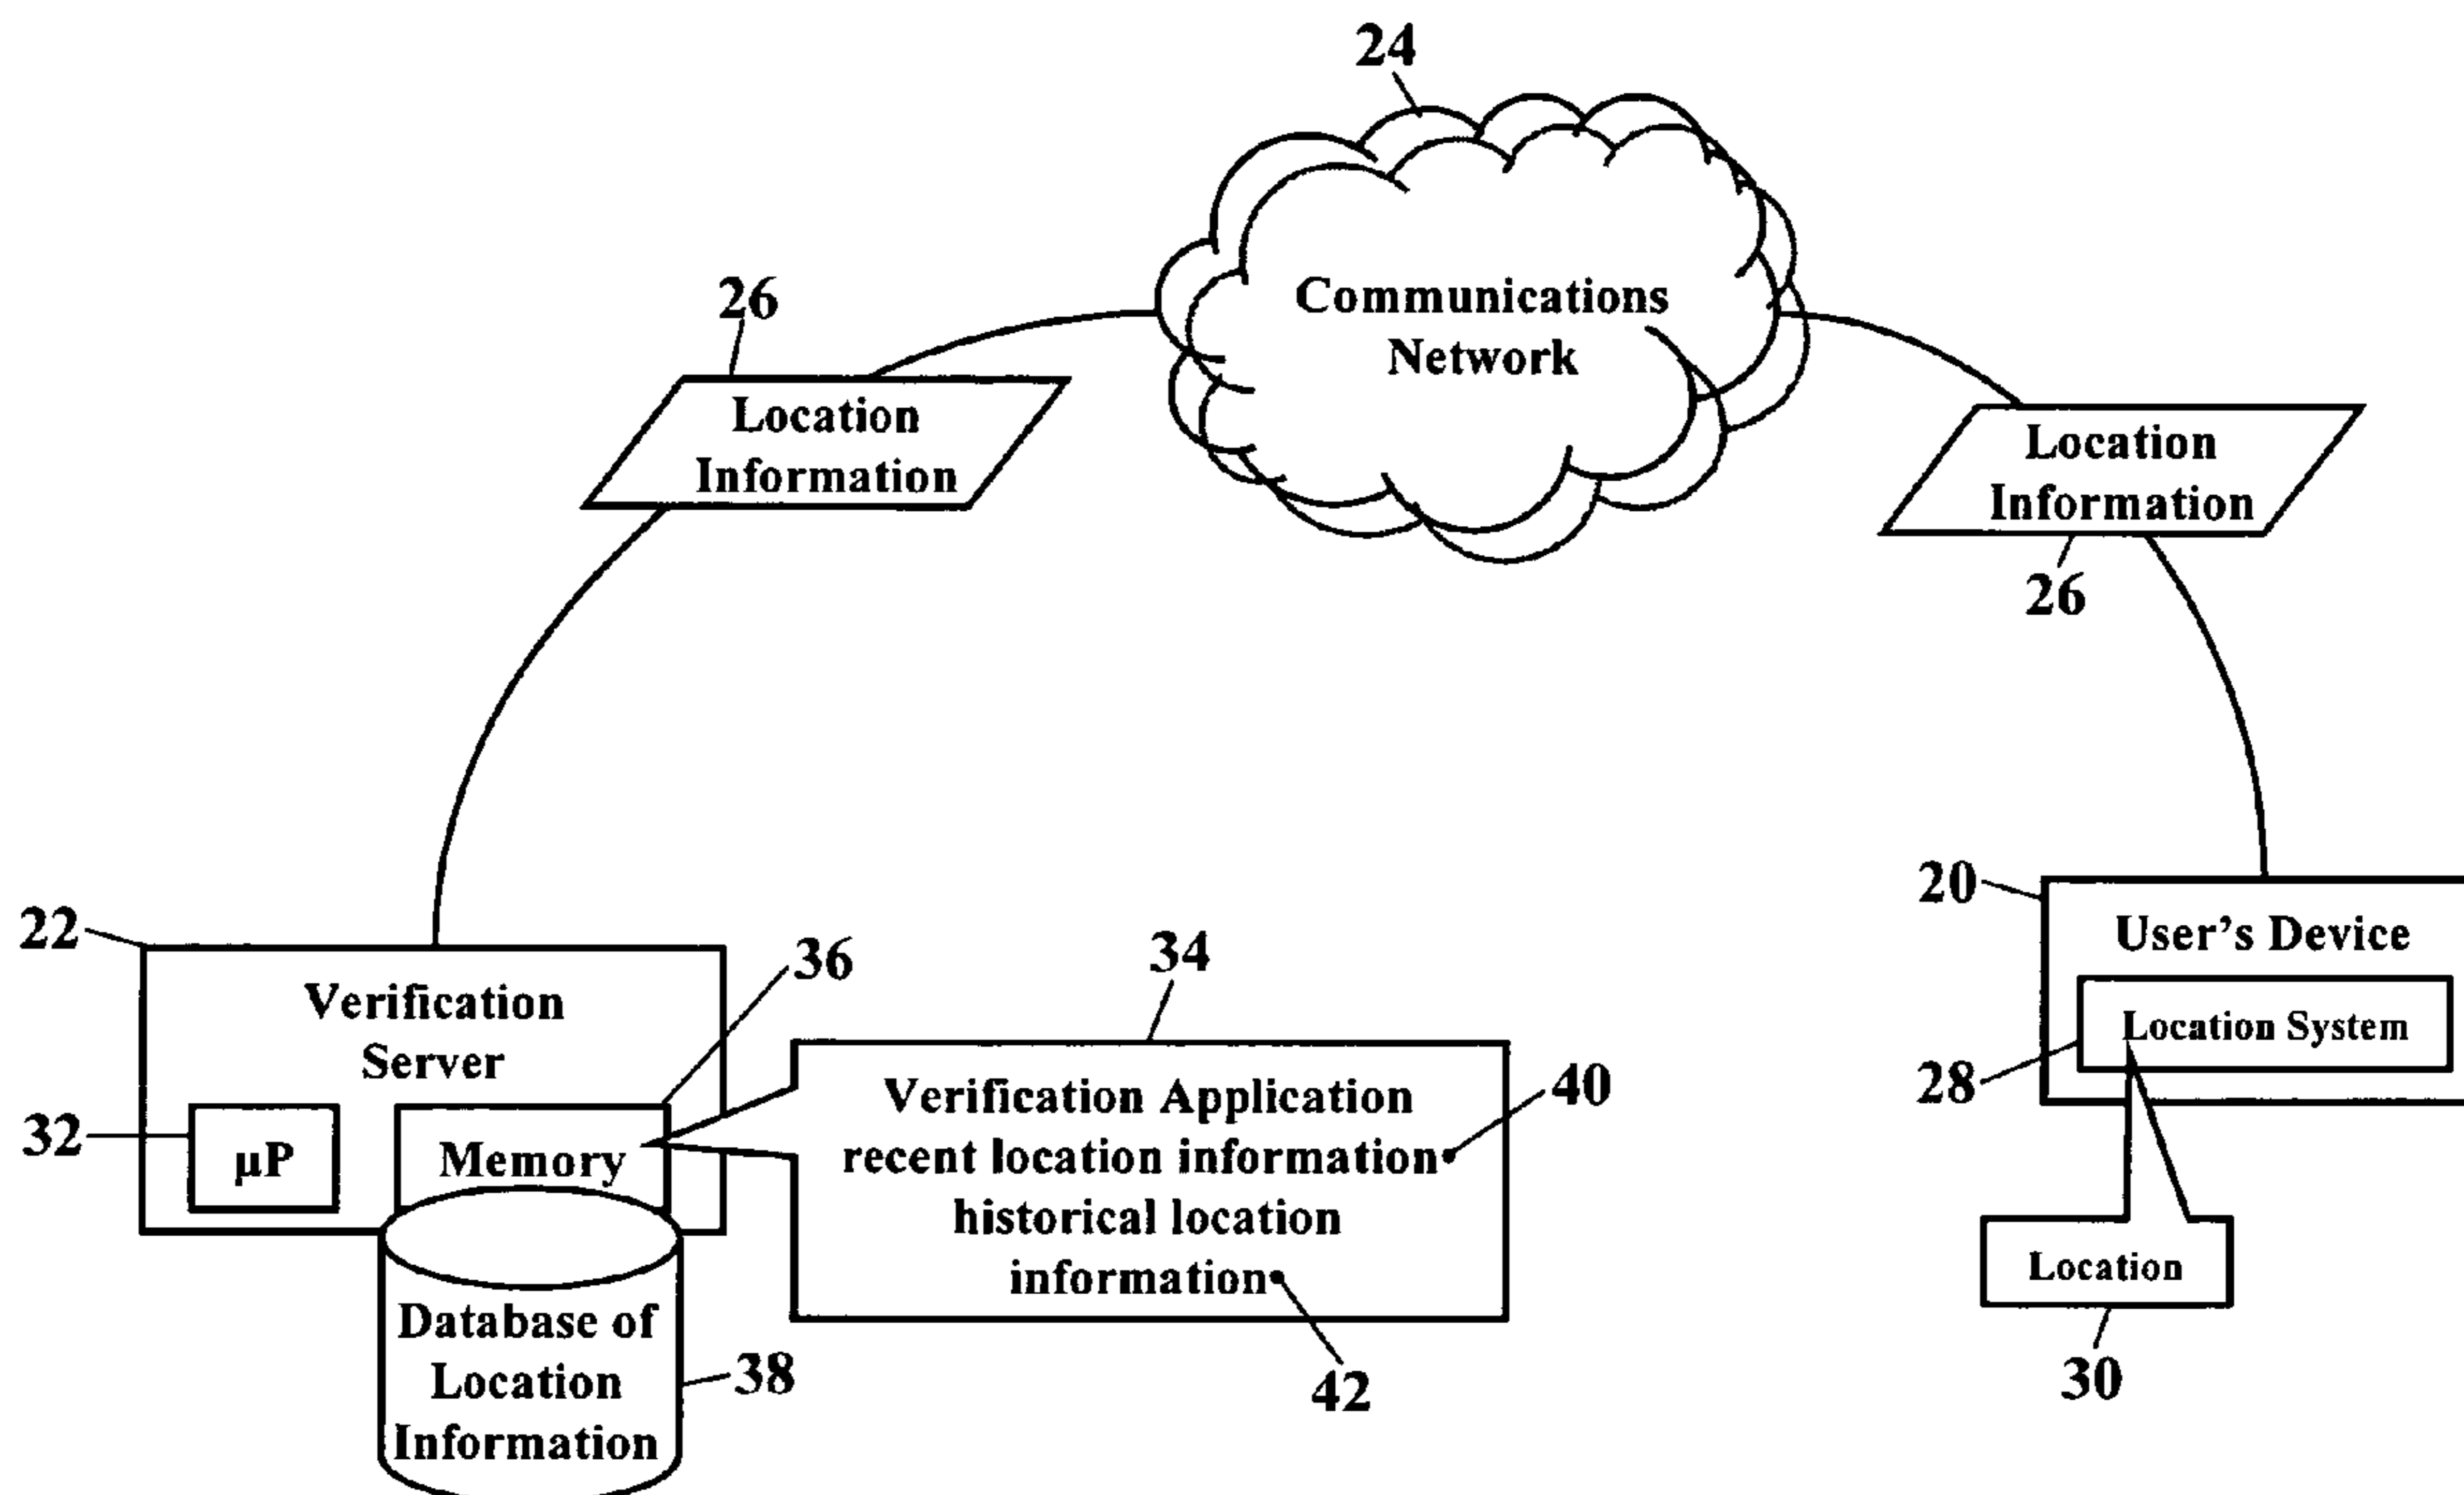 24
Communications
Network
26
Location
Information
Location
Information
26
22
Verification
Server
36
32
µP
Memory
34
Verification Application
recent location information
historical location
information
40
42
Database of
Location
Information
38
20
User's Device
Location System
28
Location
30